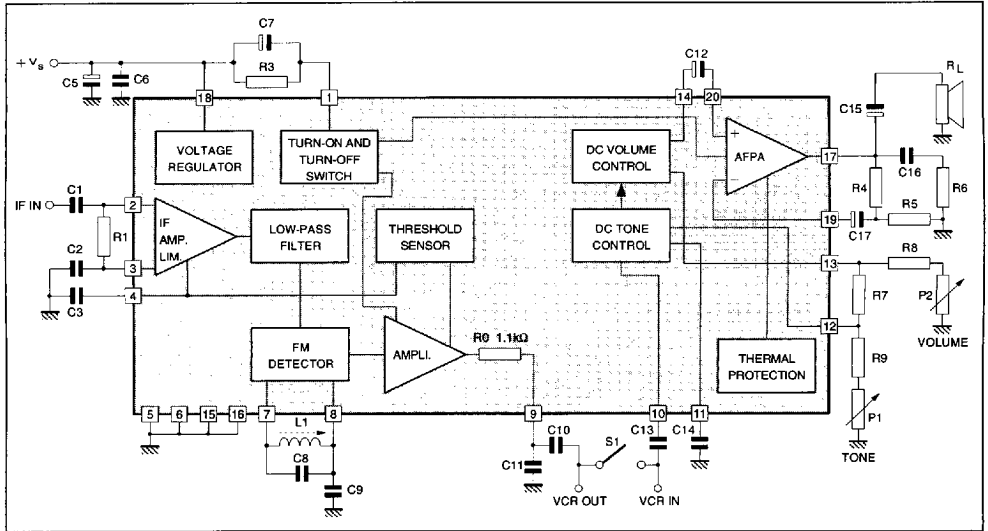 C7
+ Vs
C5
C6
R3
C12
RL
C15
18
1
14
20
VOLTAGE
REGULATOR
TURN-ON AND
TURN-OFF
SWITCH
DC VOLUME
CONTROL
+
AFPA
−
17
C16
R4
R6
C1
IF IN
2
R1
IF
AMP.
LIM.
LOW-PASS
FILTER
THRESHOLD
SENSOR
DC TONE
CONTROL
19
C17
R5
C2
3
C3
4
13
R8
R7
P2
VOLUME
12
FM
DETECTOR
AMPLI.
R0 1.1kΩ
THERMAL
PROTECTION
R9
P1
TONE
5
6
15
16
7
8
9
10
11
L1
C8
C9
C10
C11
S1
C13
C14
VCR OUT
VCR IN